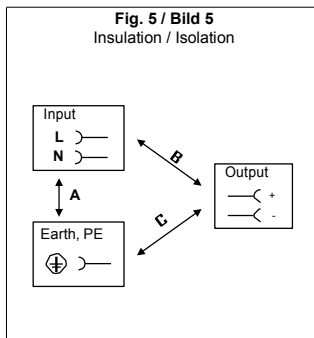 Fig. 5 / Bild 5
Insulation / Isolation
Input
L
N
B
Output
+
-
A
C
Earth, PE